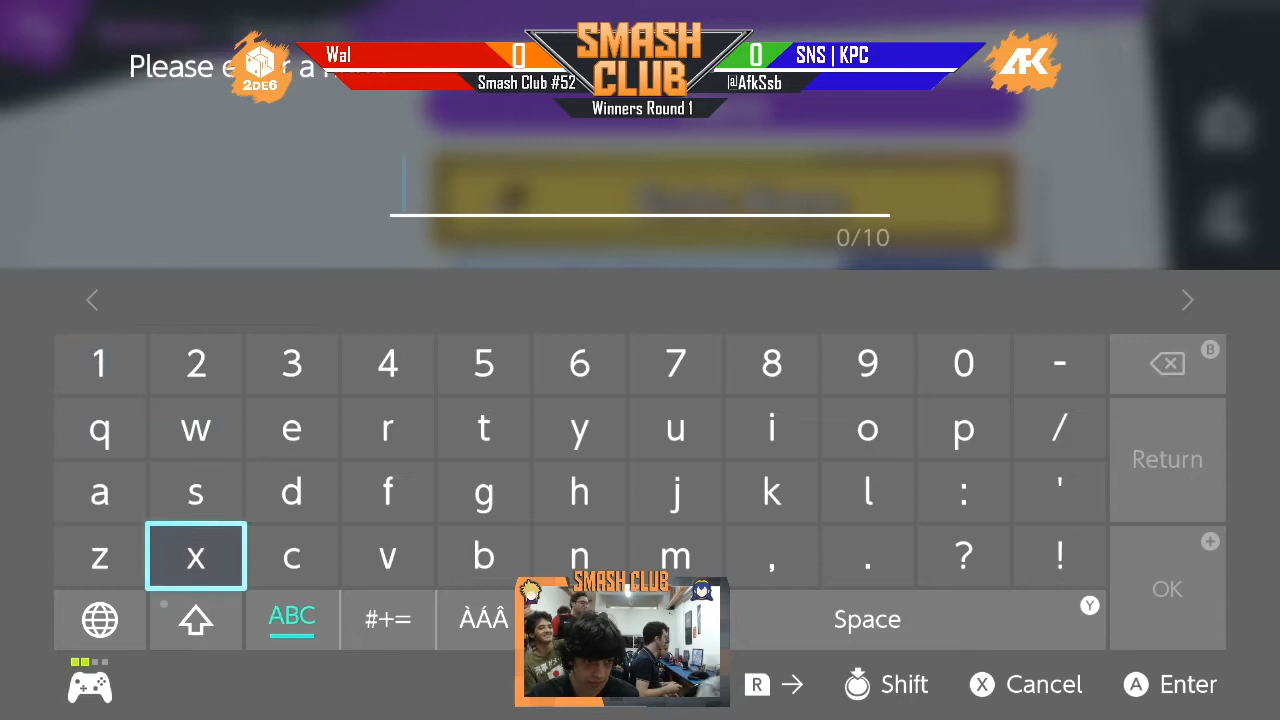 Please e
a
2DE6
Wal 0
SMASH CLUB
0 SNS | KPC
AFK
Smash Club #52
@AfkSsb
Winners Round 1
0/10
1 2 3 4 5 6 7 8 9 0 - B
q w e r t y u i o p /
Return
a s d f g h j k l : '
z x c v b n m , . ? ! +
OK
ABC #+= ÀÁÂ Space Y
SMASH CLUB
R → Shift X Cancel A Enter